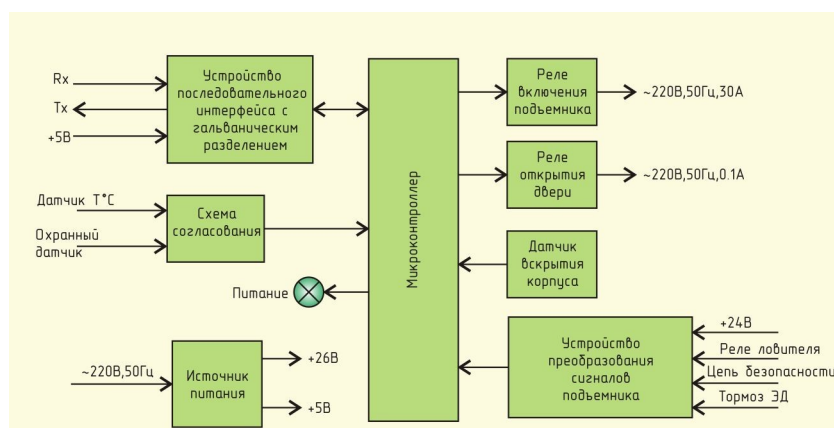 Rx
Tx
+5В
Устройство
последовательного
интерфейса с
гальваническим
разделением
Датчик T°C
Охранный
датчик
Схема
согласования
Питание
~220В,50Гц
Источник
питания
+26В
+5В
Микроконтроллер
Реле
включения
подъемника
~220В,50Гц,30А
Реле
открытия
двери
~220В,50Гц,0.1А
Датчик
вскрытия
корпуса
Устройство
преобразования
сигналов
подъемника
+24В
Реле ловителя
Цепь безопасности
Тормоз ЭД